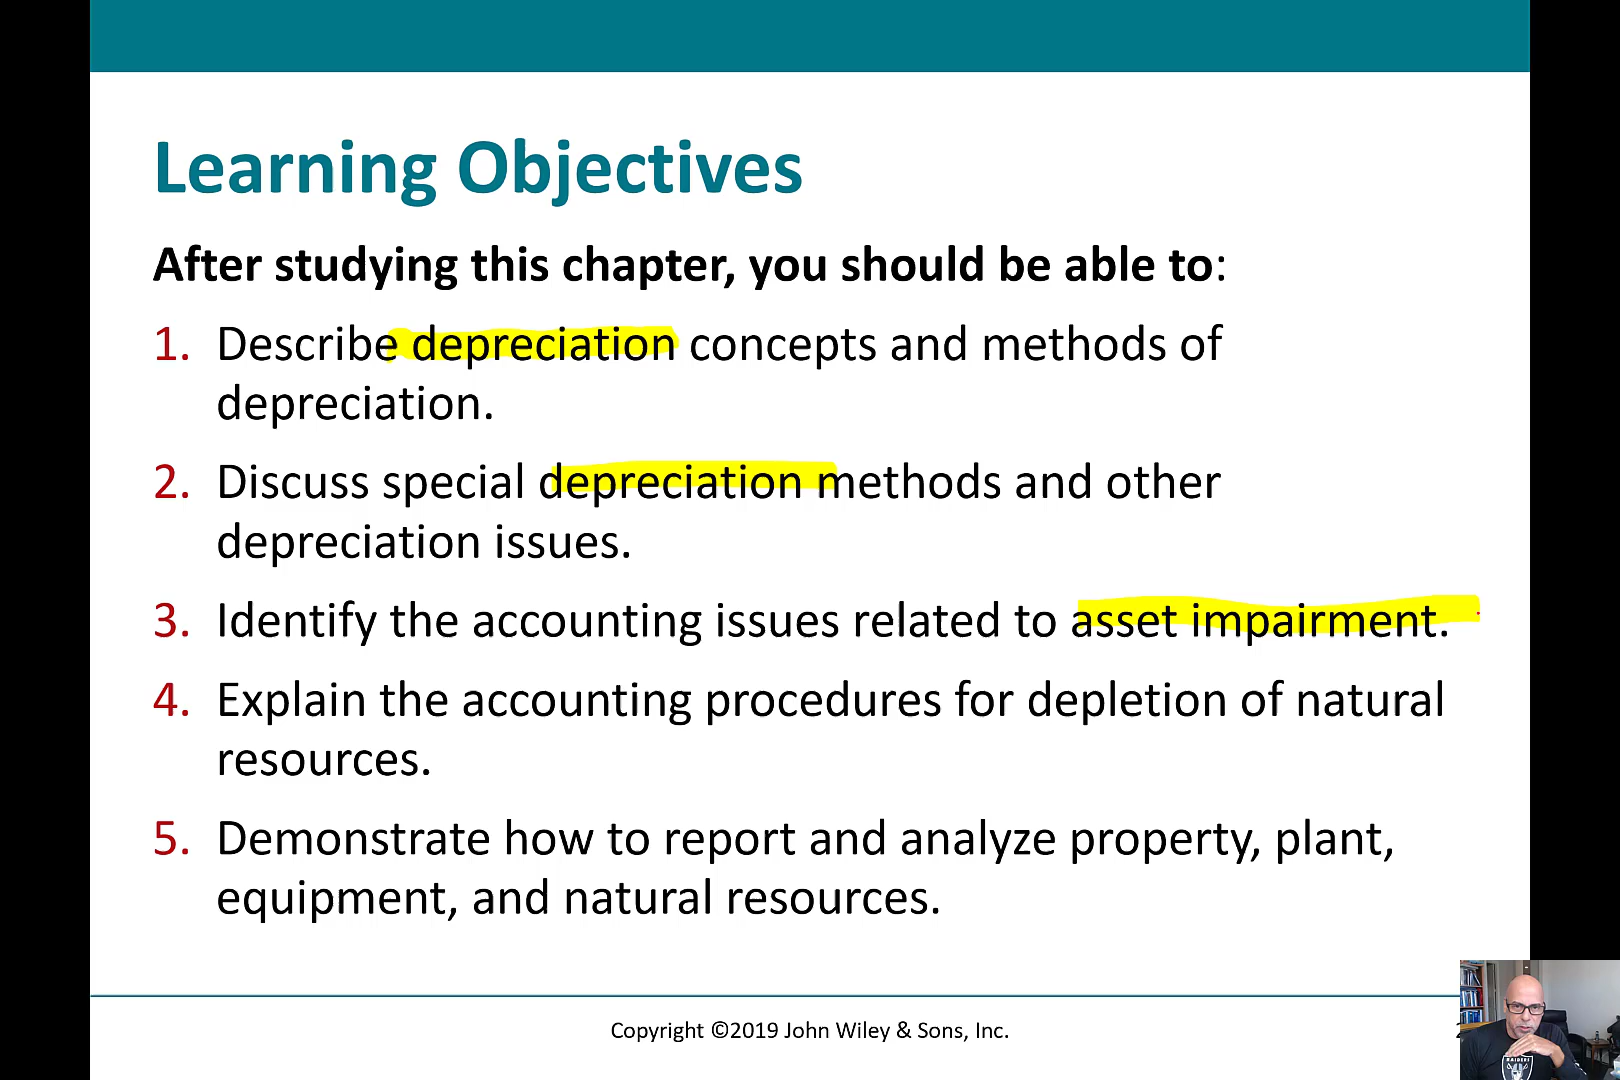 Learning Objectives
After studying this chapter, you should be able to:
1. Describe depreciation concepts and methods of
depreciation.
2. Discuss special depreciation methods and other
depreciation issues.
3. Identify the accounting issues related to asset impairment.
4. Explain the accounting procedures for depletion of natural
resources.
5. Demonstrate how to report and analyze property, plant,
equipment, and natural resources.
Copyright ©2019 John Wiley & Sons, Inc.
RAIDERS